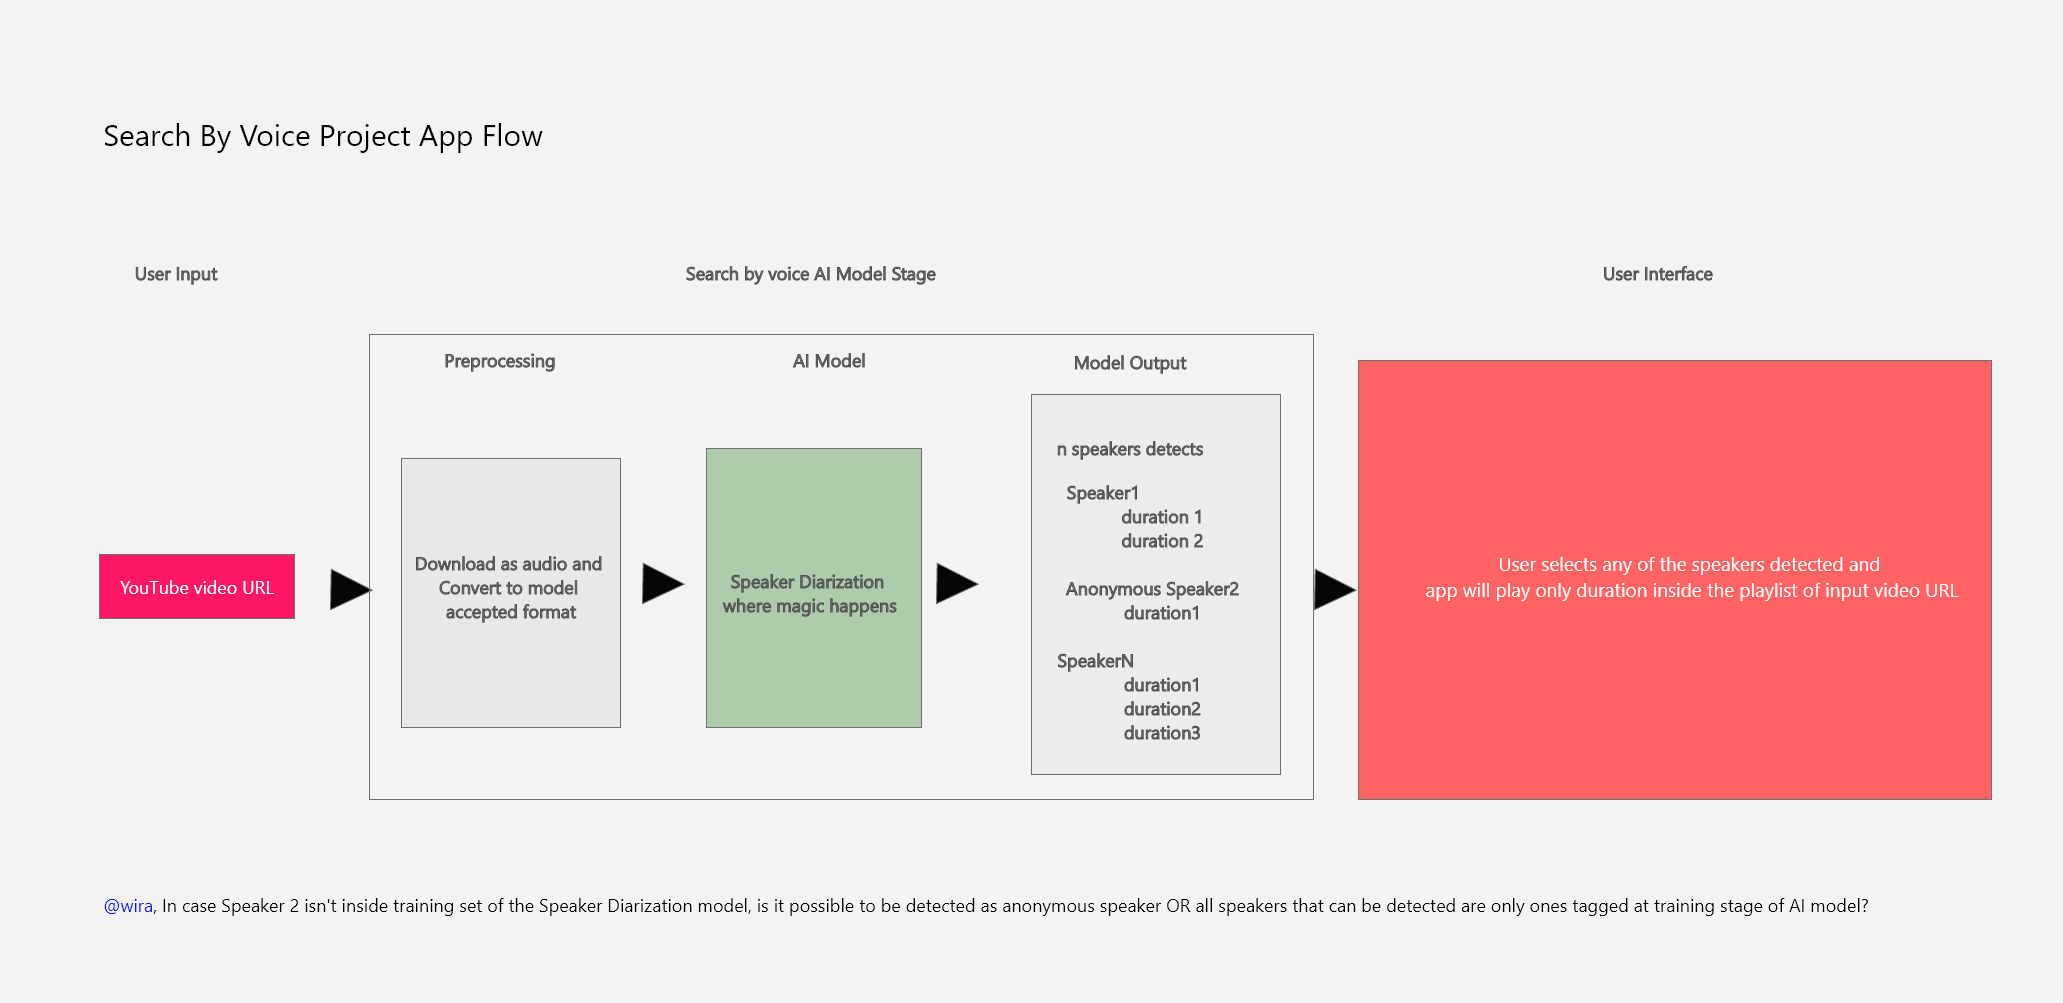 Search By Voice Project App Flow
User Input
Search by voice AI Model Stage
User Interface
Preprocessing
AI Model
Model Output
YouTube video URL
Download as audio and
Convert to model
accepted format
Speaker Diarization
where magic happens
n speakers detects
Speaker1
duration 1
duration 2
Anonymous Speaker2
duration1
SpeakerN
duration1
duration2
duration3
User selects any of the speakers detected and
app will play only duration inside the playlist of input video URL
@wira, In case Speaker 2 isn't inside training set of the Speaker Diarization model, is it possible to be detected as anonymous speaker OR all speakers that can be detected are only ones tagged at training stage of AI model?